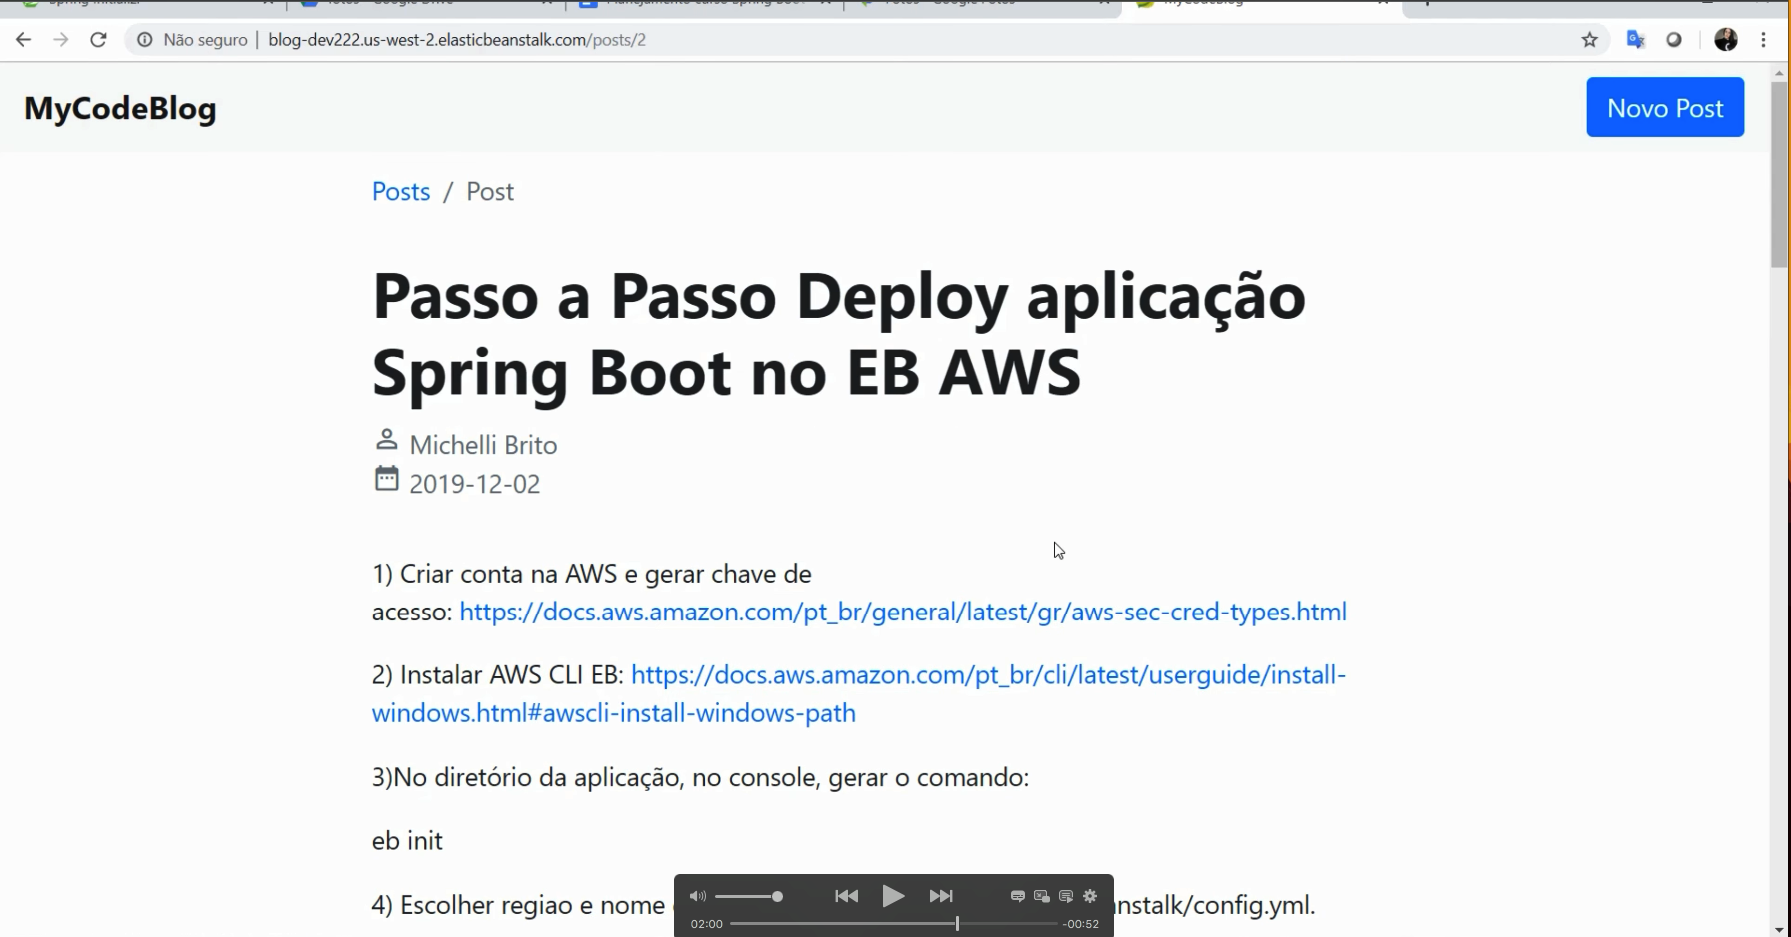 Não seguro | blog-dev222.us-west-2.elasticbeanstalk.com/posts/2
MyCodeBlog
Novo Post
Posts / Post
Passo a Passo Deploy aplicação
Spring Boot no EB AWS
Michelli Brito
2019-12-02
1) Criar conta na AWS e gerar chave de
acesso: https://docs.aws.amazon.com/pt_br/general/latest/gr/aws-sec-cred-types.html
2) Instalar AWS CLI EB: https://docs.aws.amazon.com/pt_br/cli/latest/userguide/install-
windows.html#awscli-install-windows-path
3)No diretório da aplicação, no console, gerar o comando:
eb init
4) Escolher regiao e nome nstalk/config.yml.
02:00 -00:52